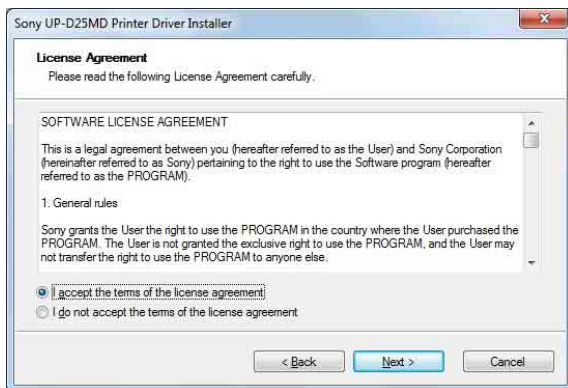 Sony UP-D25MD Printer Driver Installer
License Agreement
Please read the following License Agreement carefully.
SOFTWARE LICENSE AGREEMENT
This is a legal agreement between you (hereafter referred to as the User) and Sony Corporation
(hereinafter referred to as Sony) pertaining to the right to use the Software program (hereafter
referred to as the PROGRAM).
1. General rules
Sony grants the User the right to use the PROGRAM in the country where the User purchased the
PROGRAM. The User is not granted the exclusive right to use the PROGRAM, and the User may
not transfer the right to use the PROGRAM to anyone else.
I accept the terms of the license agreement
I do not accept the terms of the license agreement
< Back
Next >
Cancel